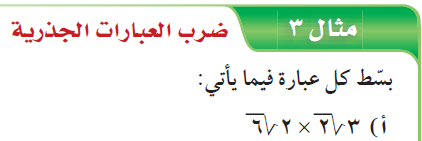 مثال ٣
ضرب العبارات الجذرية
بسّط كل عبارة فيما يأتي:
أ) ٣√٢ × ٢√٦